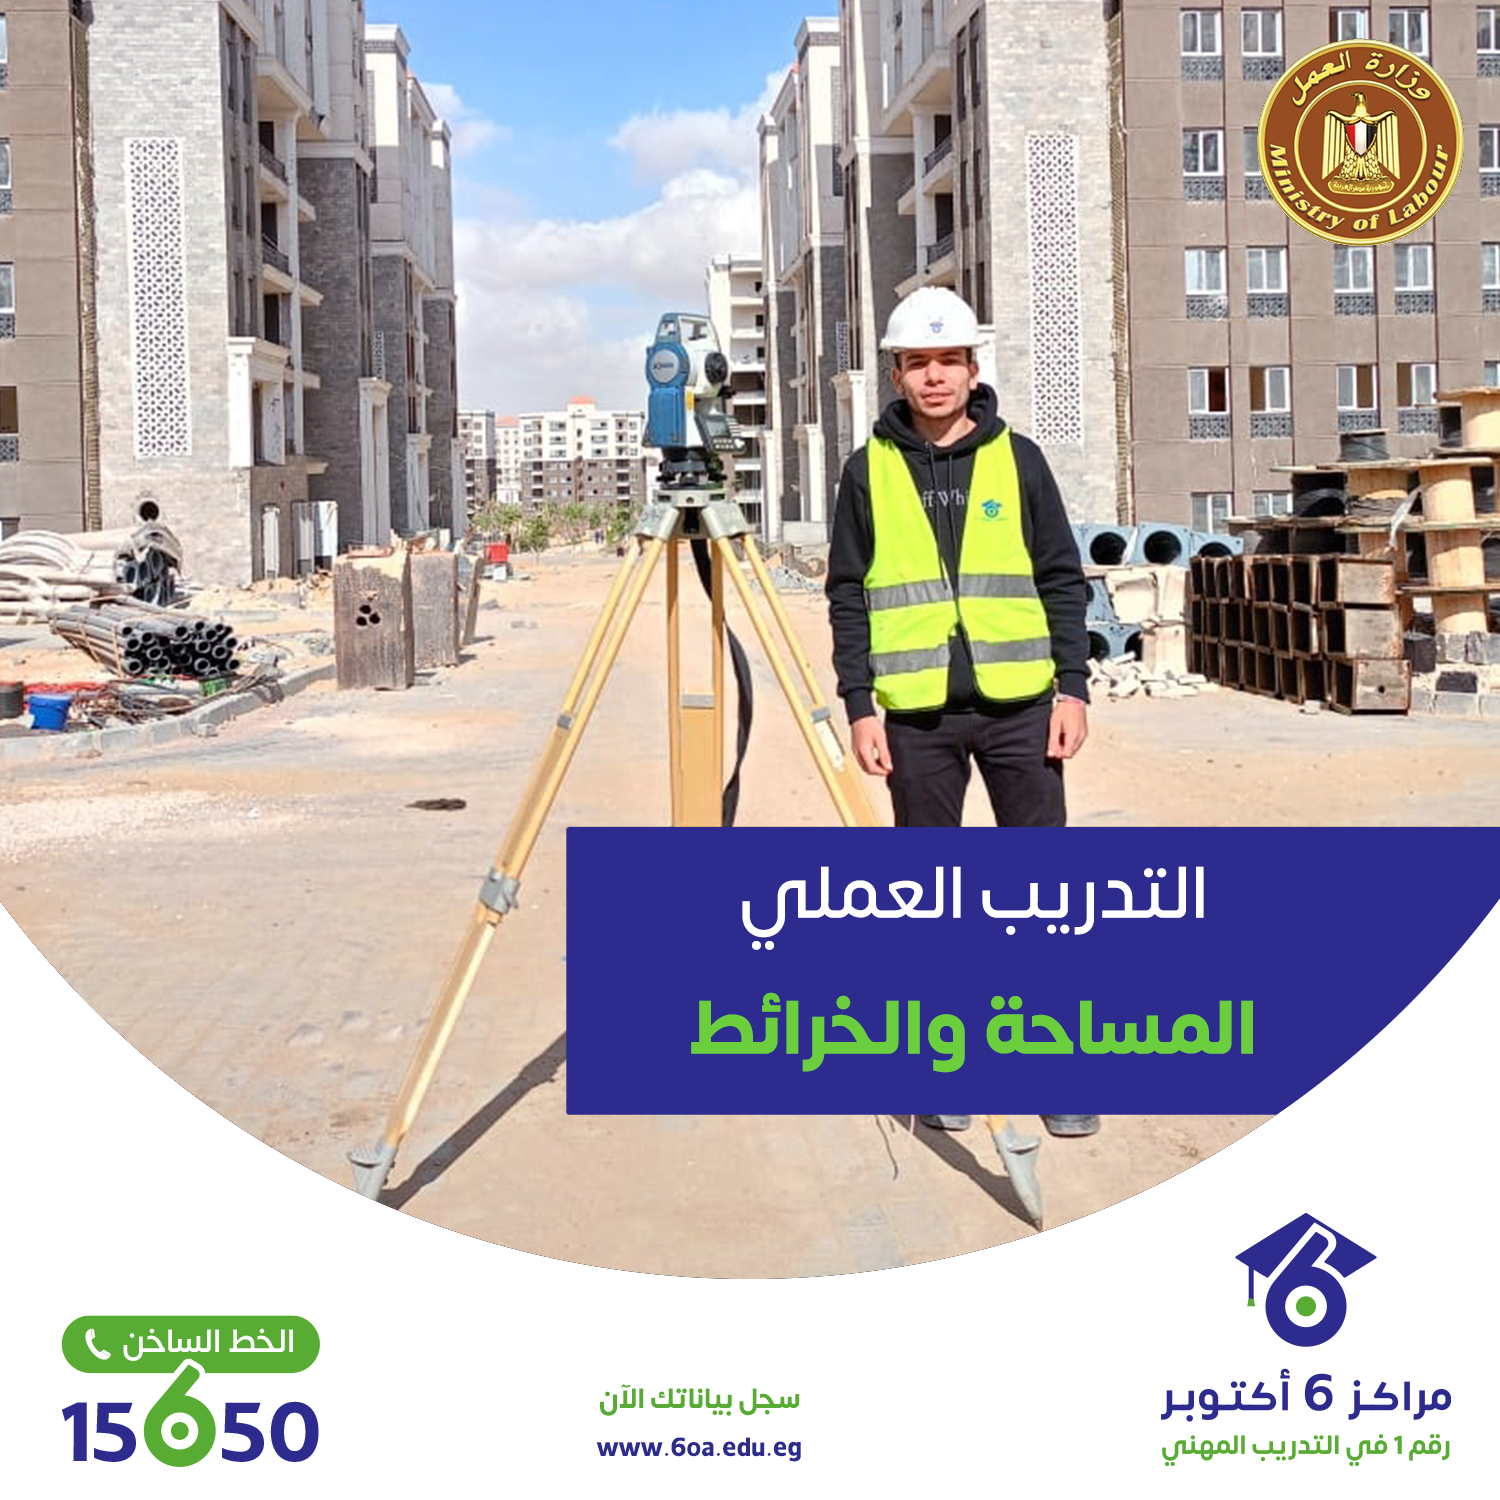 وزارة العمل
Ministry of Labour
التدريب العملي
المساحة والخرائط
الخط الساخن
15650
سجل بياناتك الآن
www.6oa.edu.eg
مراكز 6 أكتوبر
رقم 1 في التدريب المهني